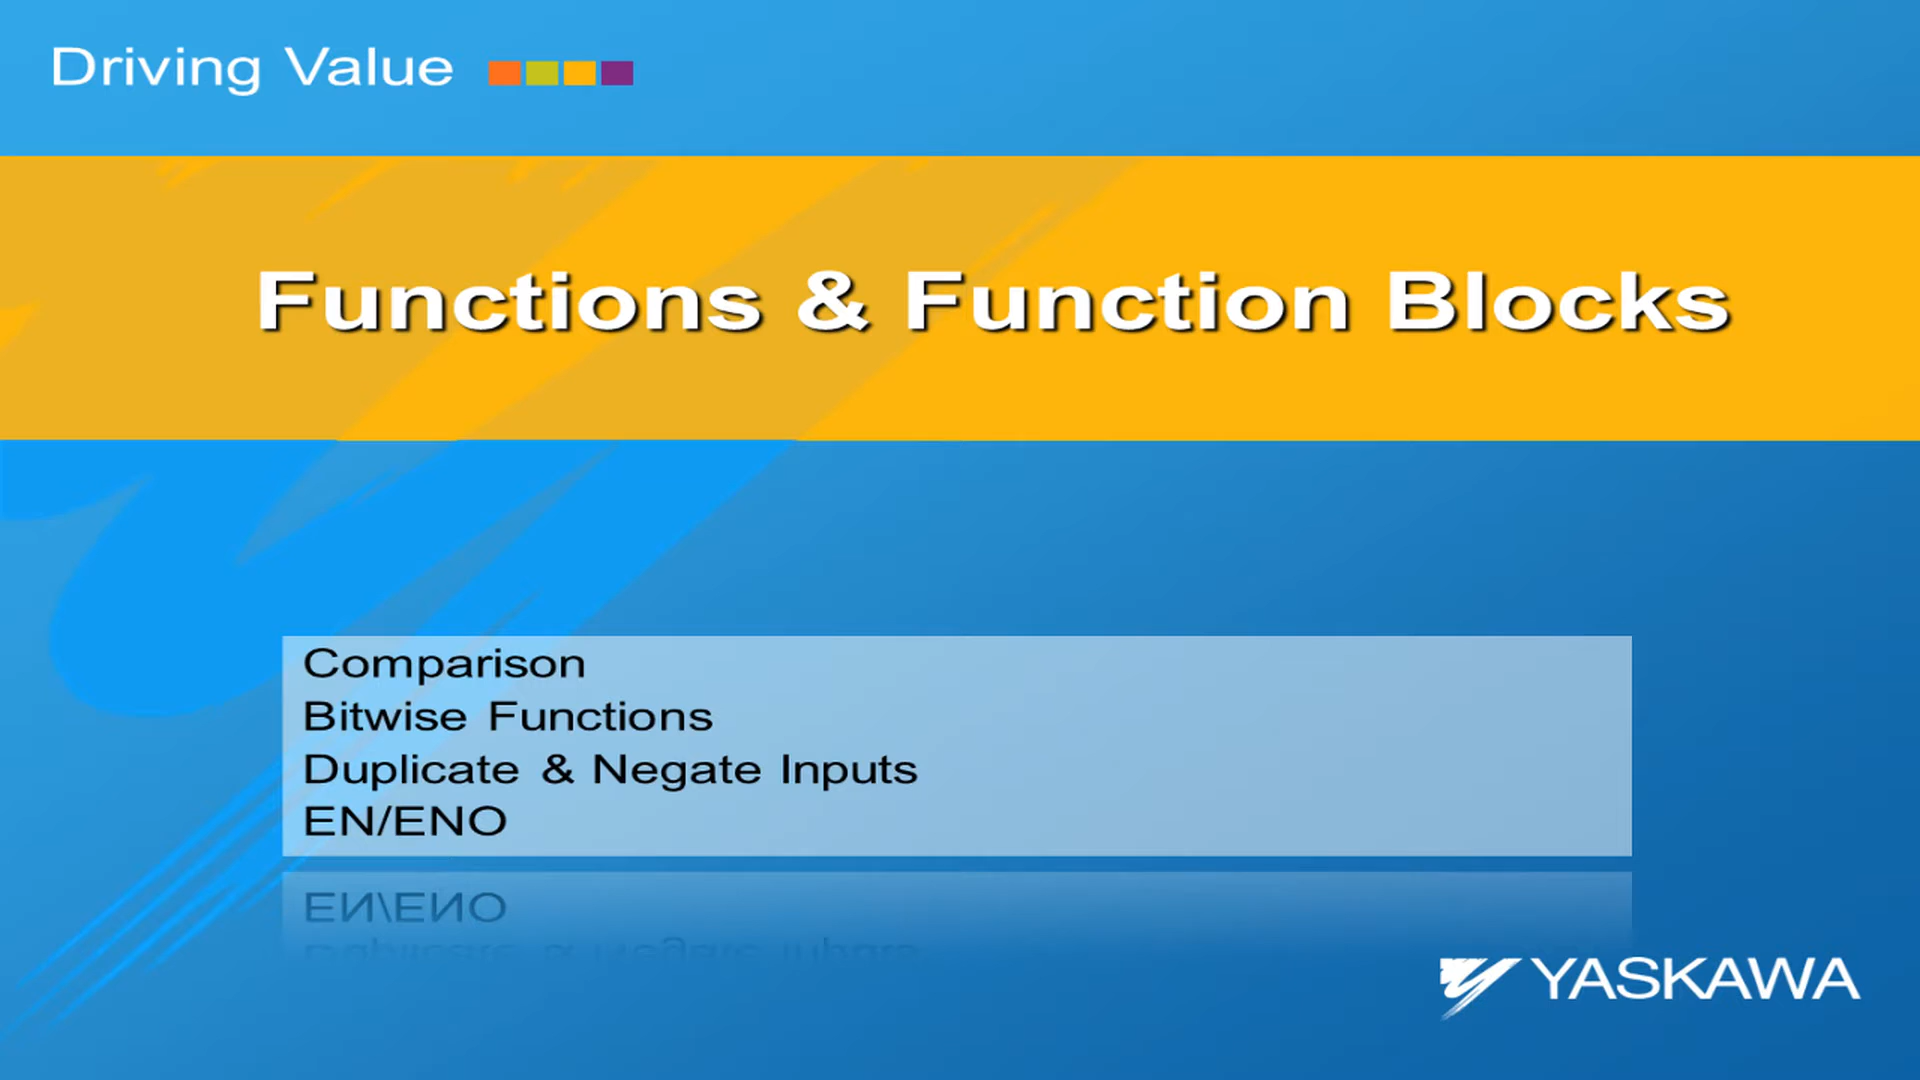 Driving Value
Functions & Function Blocks
Comparison
Bitwise Functions
Duplicate & Negate Inputs
EN/ENO
YASKAWA